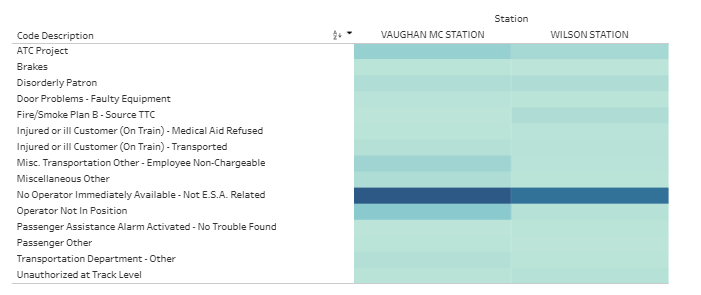 Station
Code Description VAUGHAN MC STATION WILSON STATION
ATC Project
Brakes
Disorderly Patron
Door Problems - Faulty Equipment
Fire/Smoke Plan B - Source TTC
Injured or ill Customer (On Train) - Medical Aid Refused
Injured or ill Customer (On Train) - Transported
Misc. Transportation Other - Employee Non-Chargeable
Miscellaneous Other
No Operator Immediately Available - Not E.S.A. Related
Operator Not In Position
Passenger Assistance Alarm Activated - No Trouble Found
Passenger Other
Transportation Department - Other
Unauthorized at Track Level